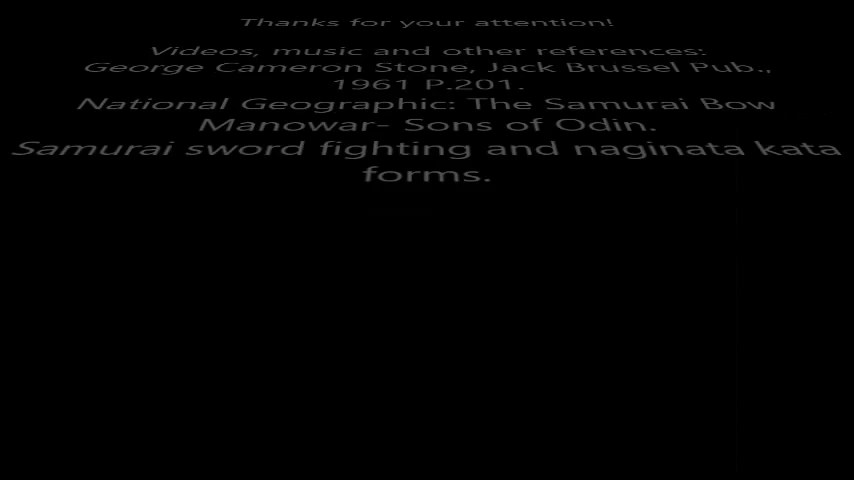 Thanks for your attention!
Videos, music and other references:
George Cameron Stone, Jack Brussel Pub.,
1961 P.201.
National Geographic: The Samurai Bow
Manowar- Sons of Odin.
Samurai sword fighting and naginata kata
forms.